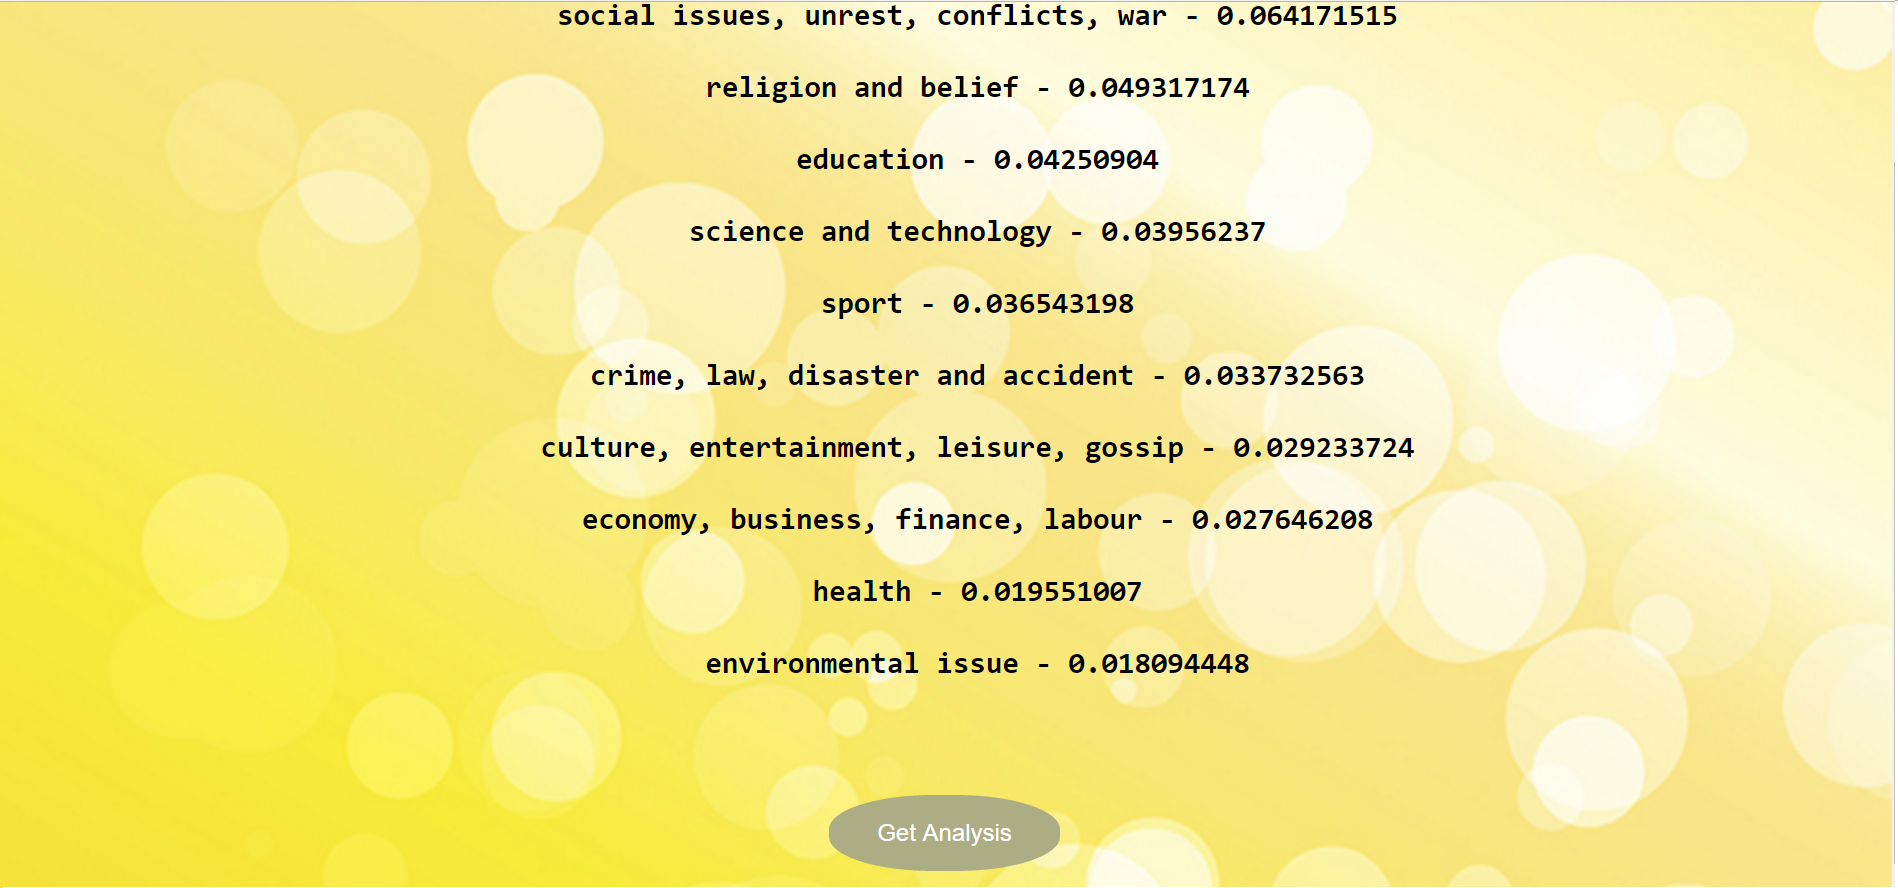 social issues, unrest, conflicts, war - 0.064171515
religion and belief - 0.049317174
education - 0.04250904
science and technology - 0.03956237
sport - 0.036543198
crime, law, disaster and accident - 0.033732563
culture, entertainment, leisure, gossip - 0.029233724
economy, business, finance, labour - 0.027646208
health - 0.019551007
environmental issue - 0.018094448
Get Analysis